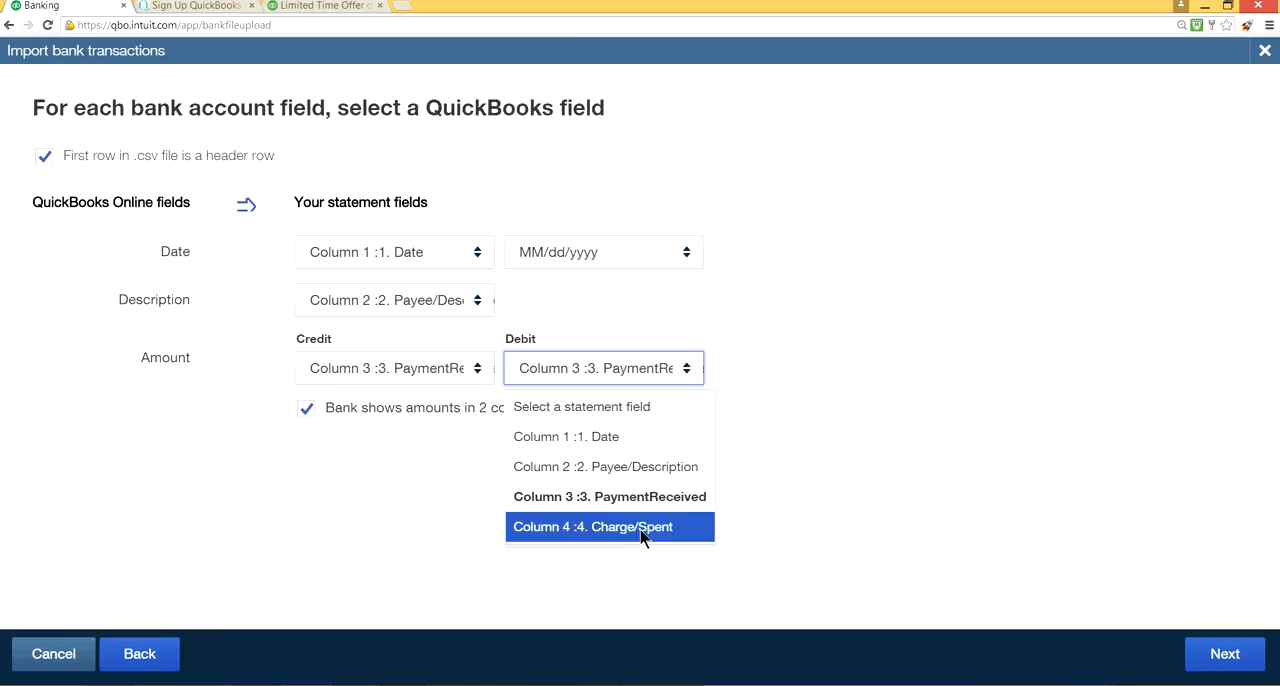 Banking × Sign Up QuickBooks × Limited Time Offer ×
https://qbo.intuit.com/app/bankfileupload
Import bank transactions
For each bank account field, select a QuickBooks field
First row in .csv file is a header row
QuickBooks Online fields Your statement fields
Date Column 1 :1. Date MM/dd/yyyy
Description Column 2 :2. Payee/Desc
Credit Debit
Amount Column 3 :3. PaymentRe Column 3 :3. PaymentRe
Bank shows amounts in 2 co
Select a statement field
Column 1 :1. Date
Column 2 :2. Payee/Description
Column 3 :3. PaymentReceived
Column 4 :4. Charge/Spent
Cancel Back Next